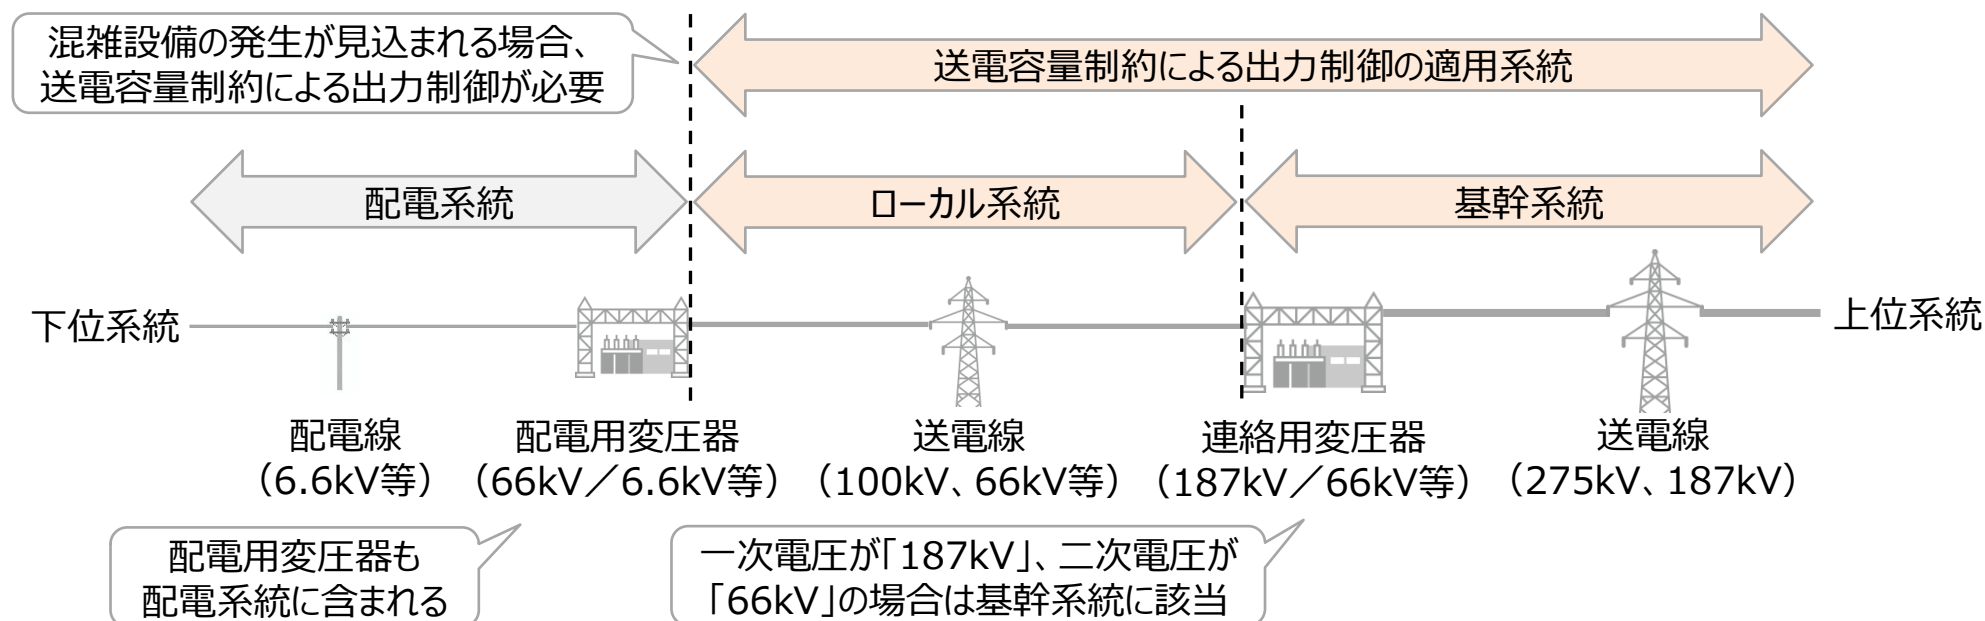 混雑設備の発生が見込まれる場合、
送電容量制約による出力制御が必要
送電容量制約による出力制御の適用系統
配電系統
ローカル系統
基幹系統
下位系統
上位系統
配電線
（6.6kV等）
配電用変圧器
（66kV／6.6kV等）
送電線
（100kV、66kV等）
連絡用変圧器
（187kV／66kV等）
送電線
（275kV、187kV）
配電用変圧器も
配電系統に含まれる
一次電圧が「187kV」、二次電圧が
「66kV」の場合は基幹系統に該当